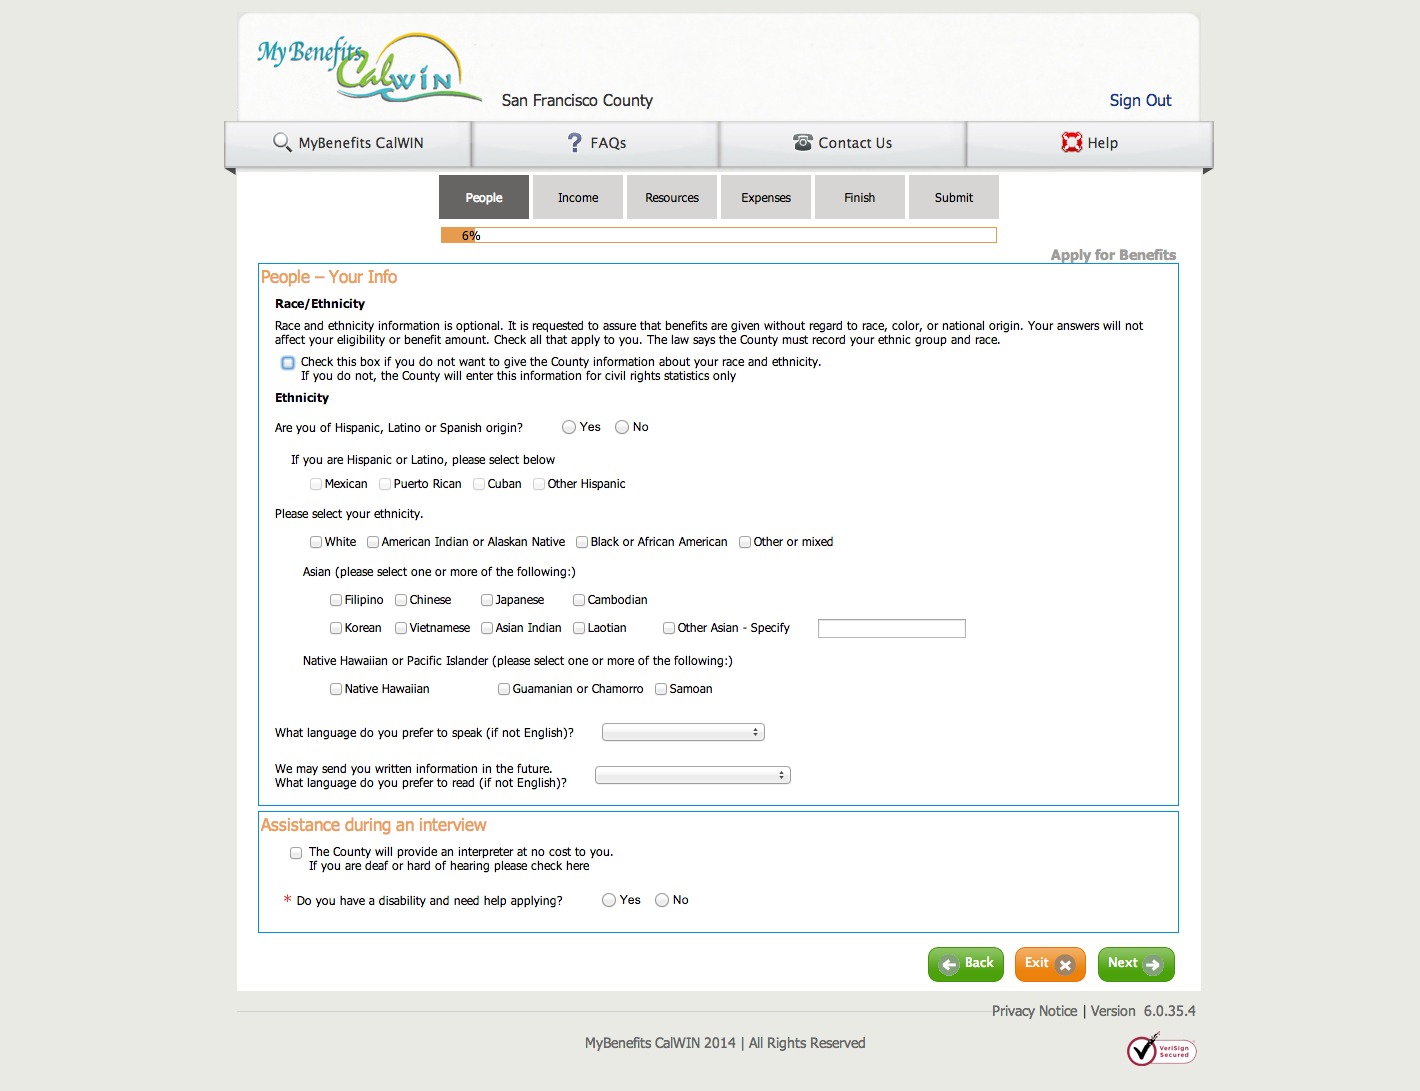 My Benefits
CalWIN
San Francisco County
Sign Out
MyBenefits CalWIN
? FAQs
Contact Us
Help
People
Income
Resources
Expenses
Finish
Submit
6%
Apply for Benefits
People – Your Info
Race/Ethnicity
Race and ethnicity information is optional. It is requested to assure that benefits are given without regard to race, color, or national origin. Your answers will not
affect your eligibility or benefit amount. Check all that apply to you. The law says the County must record your ethnic group and race.
Check this box if you do not want to give the County information about your race and ethnicity.
If you do not, the County will enter this information for civil rights statistics only
Ethnicity
Are you of Hispanic, Latino or Spanish origin? Yes No
If you are Hispanic or Latino, please select below
Mexican Puerto Rican Cuban Other Hispanic
Please select your ethnicity.
White American Indian or Alaskan Native Black or African American Other or mixed
Asian (please select one or more of the following:)
Filipino Chinese Japanese Cambodian
Korean Vietnamese Asian Indian Laotian Other Asian - Specify
Native Hawaiian or Pacific Islander (please select one or more of the following:)
Native Hawaiian Guamanian or Chamorro Samoan
What language do you prefer to speak (if not English)?
We may send you written information in the future.
What language do you prefer to read (if not English)?
Assistance during an interview
The County will provide an interpreter at no cost to you.
If you are deaf or hard of hearing please check here
* Do you have a disability and need help applying? Yes No
Back
Exit
Next
Privacy Notice | Version 6.0.35.4
MyBenefits CalWIN 2014 | All Rights Reserved
VeriSign
Secured